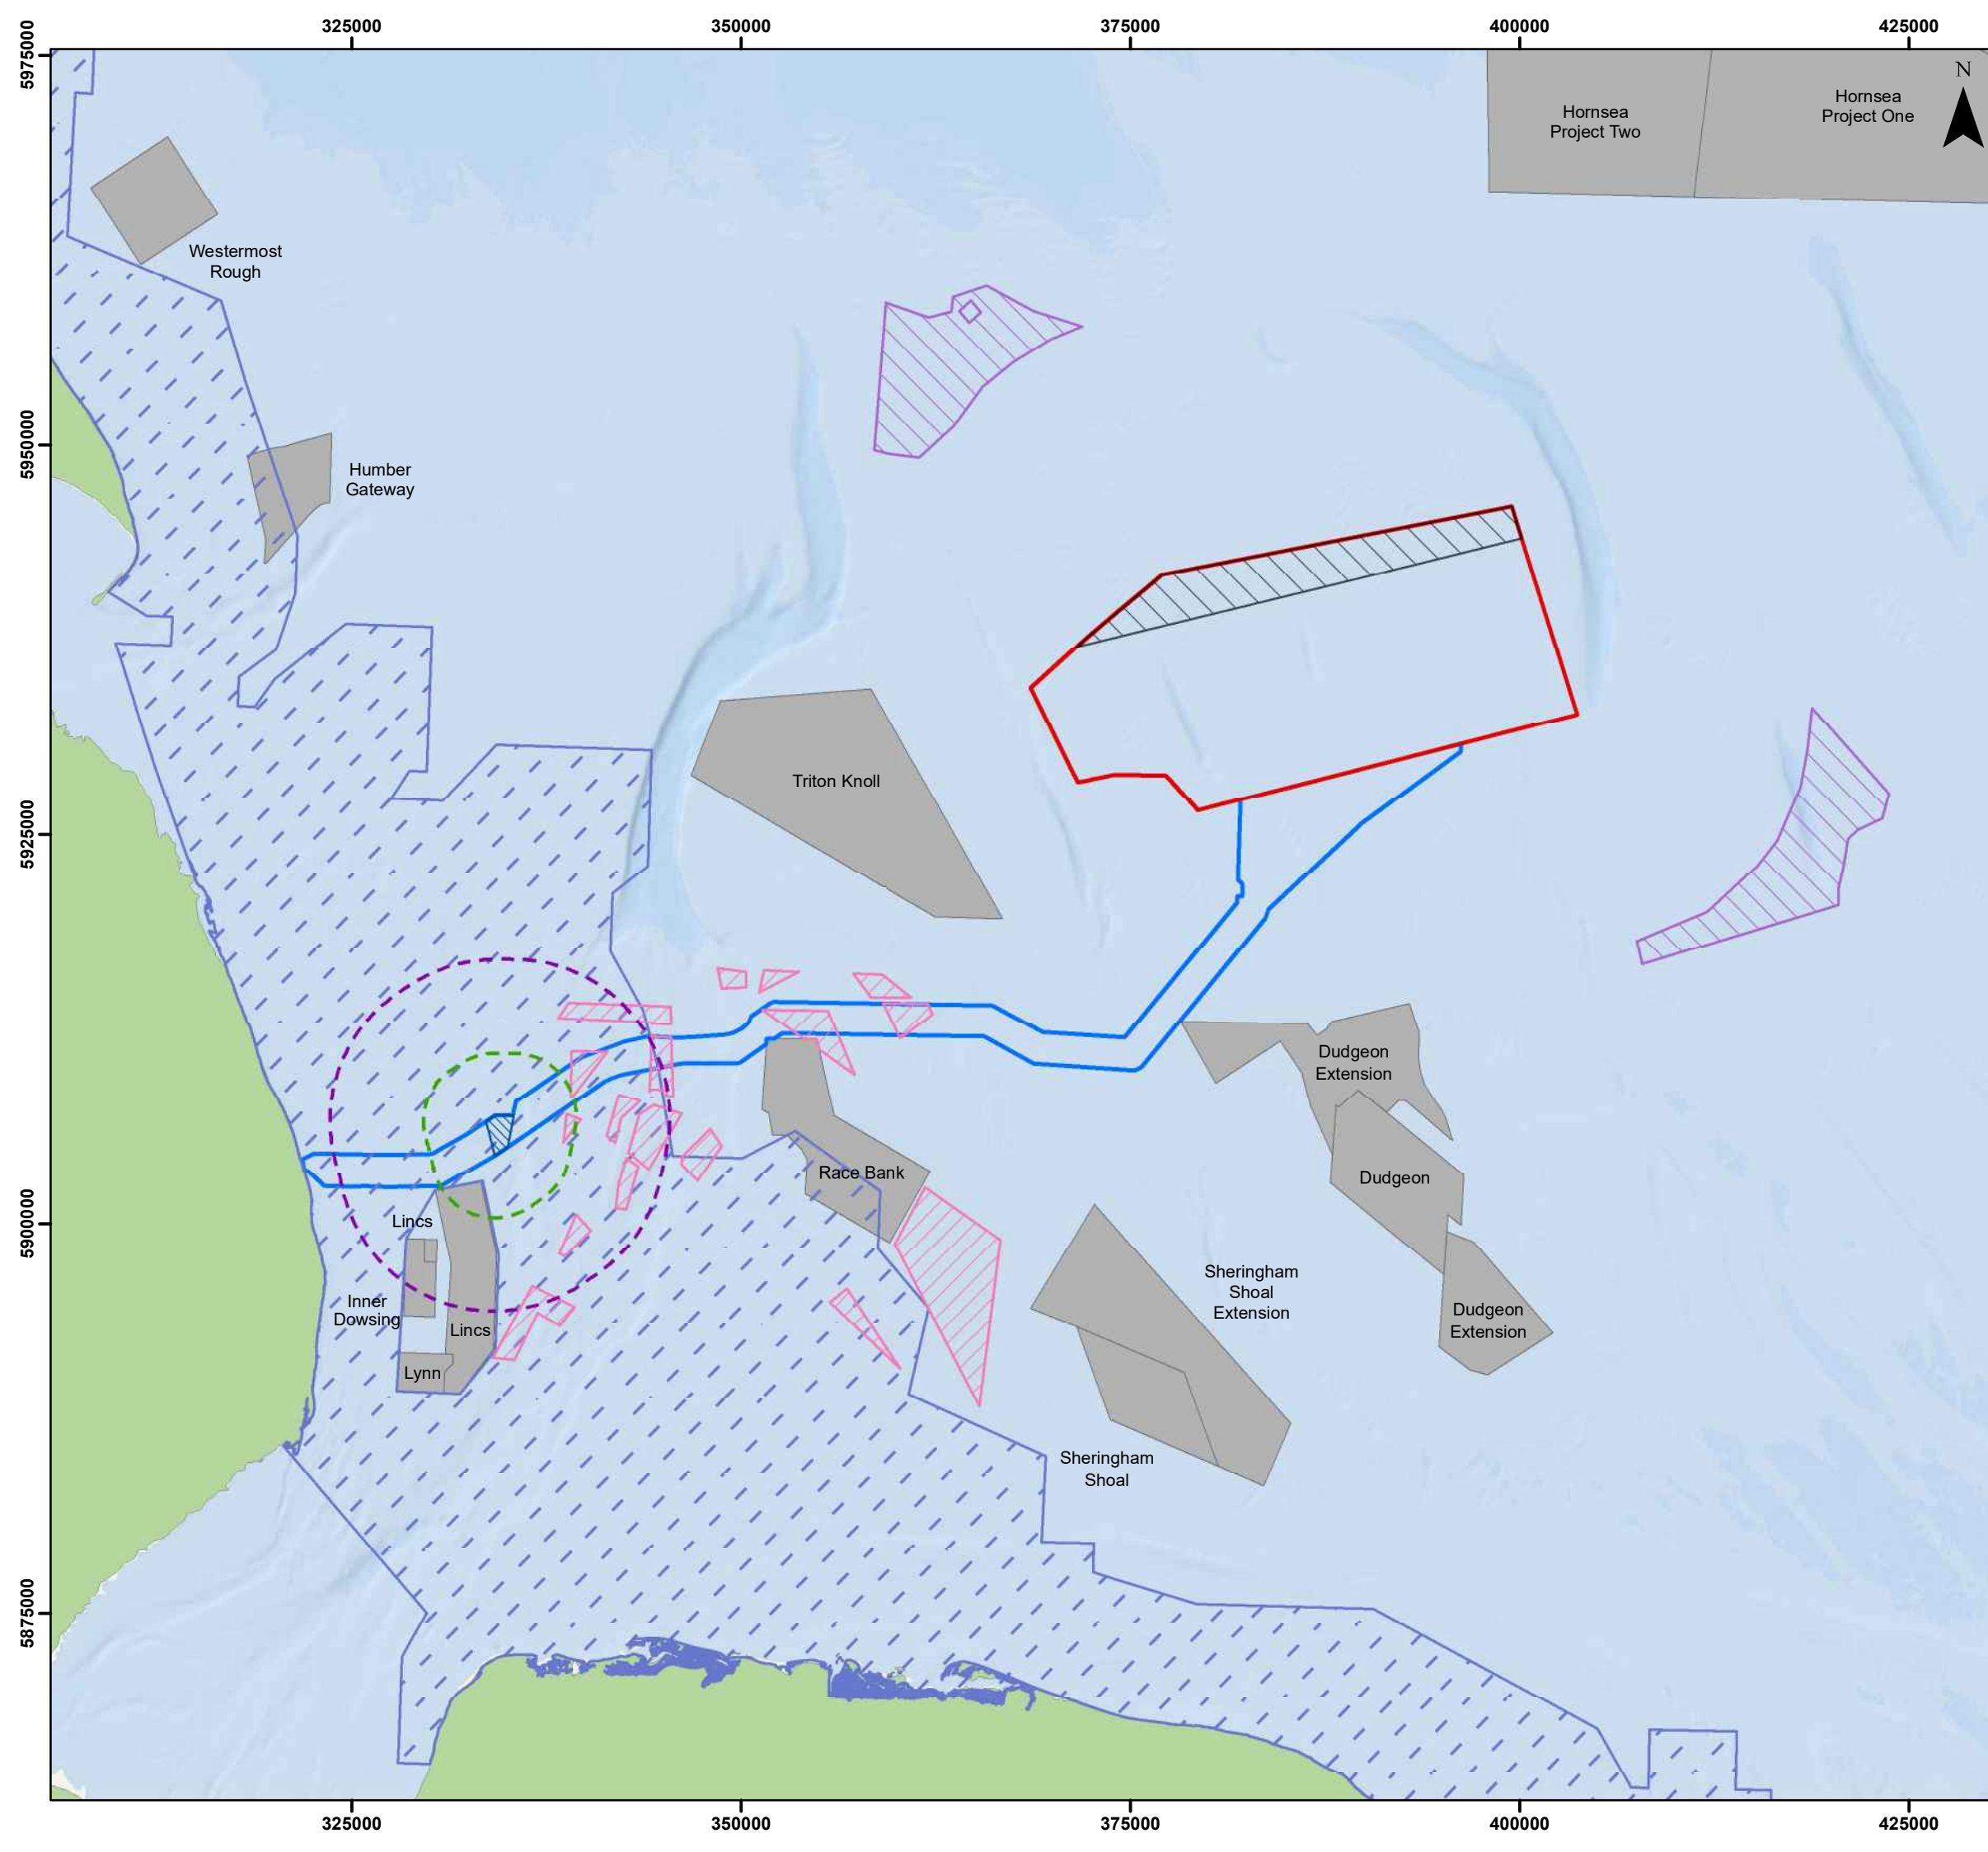 325000
350000
375000
400000
425000
5975000
5950000
5925000
5900000
5875000
N
Hornsea
Project Two
Hornsea
Project One
Westermost
Rough
Humber
Gateway
Triton Knoll
Dudgeon
Extension
Race Bank
Dudgeon
Lincs
Sheringham
Shoal
Extension
Inner
Dowsing
Lincs
Dudgeon
Extension
Lynn
Sheringham
Shoal
325000
350000
375000
400000
425000